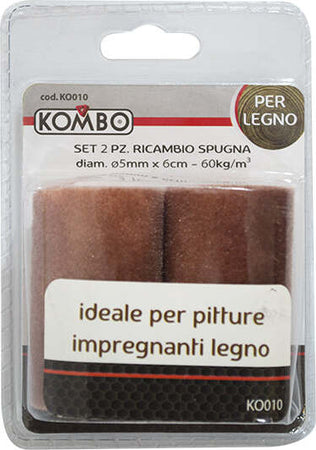 cod. KO010
KOMBO
PER
LEGNO
SET 2 PZ. RICAMBIO SPUGNA
diam. ø5mm x 6cm – 60kg/m³
ideale per pitture
impregnanti legno
KO010